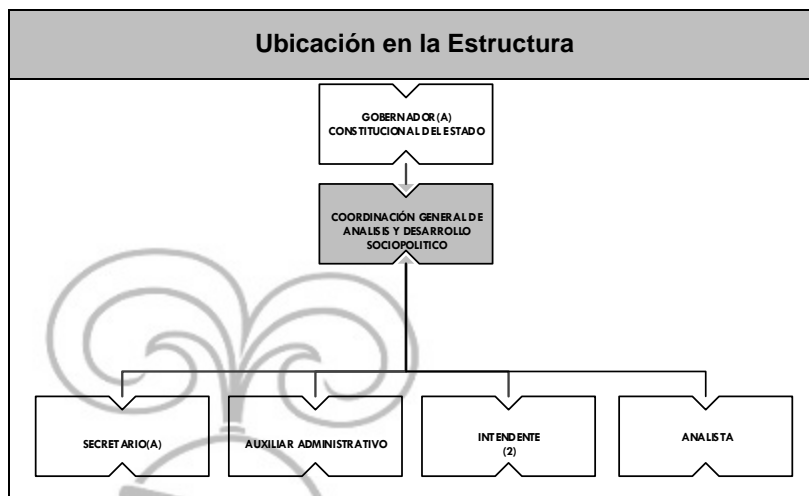 Ubicación en la Estructura
GOBERNADOR(A)
CONSTITUCIONAL DEL ESTADO
COORDINACIÓN GENERAL DE
ANALISIS Y DESARROLLO
SOCIOPOLITICO
SECRETARIO(A)
AUXILIAR ADMINISTRATIVO
INTENDENTE
(2)
ANALISTA